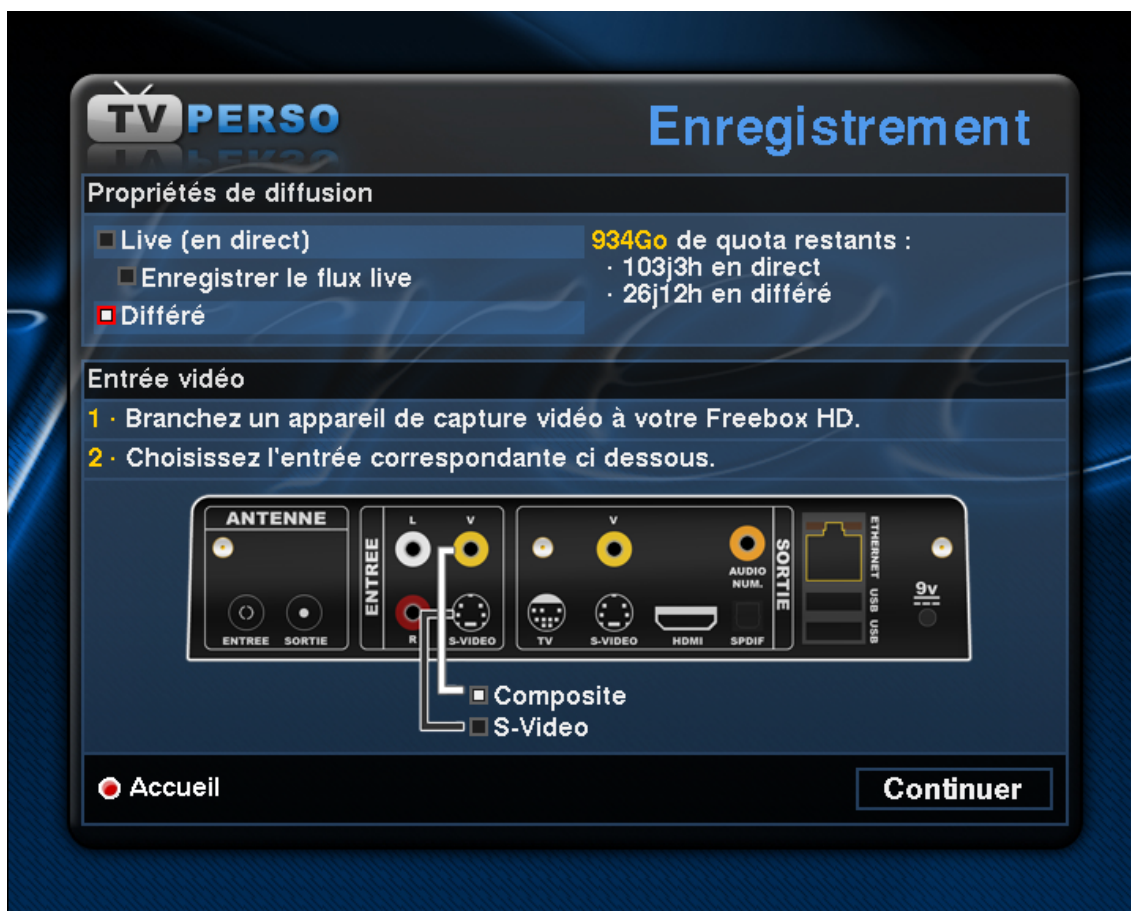 TV PERSO
Enregistrement
Propriétés de diffusion
Live (en direct)
Enregistrer le flux live
Différé
934Go de quota restants :
· 103j3h en direct
· 26j12h en différé
Entrée vidéo
1 · Branchez un appareil de capture vidéo à votre Freebox HD.
2 · Choisissez l'entrée correspondante ci dessous.
ANTENNE
ENTREE
SORTIE
ENTREE
L
V
R
S-VIDEO
V
AUDIO
NUM.
TV
S-VIDEO
HDMI
SPDIF
SORTIE
ETHERNET
USB
USB
9v
Composite
S-Video
Accueil
Continuer